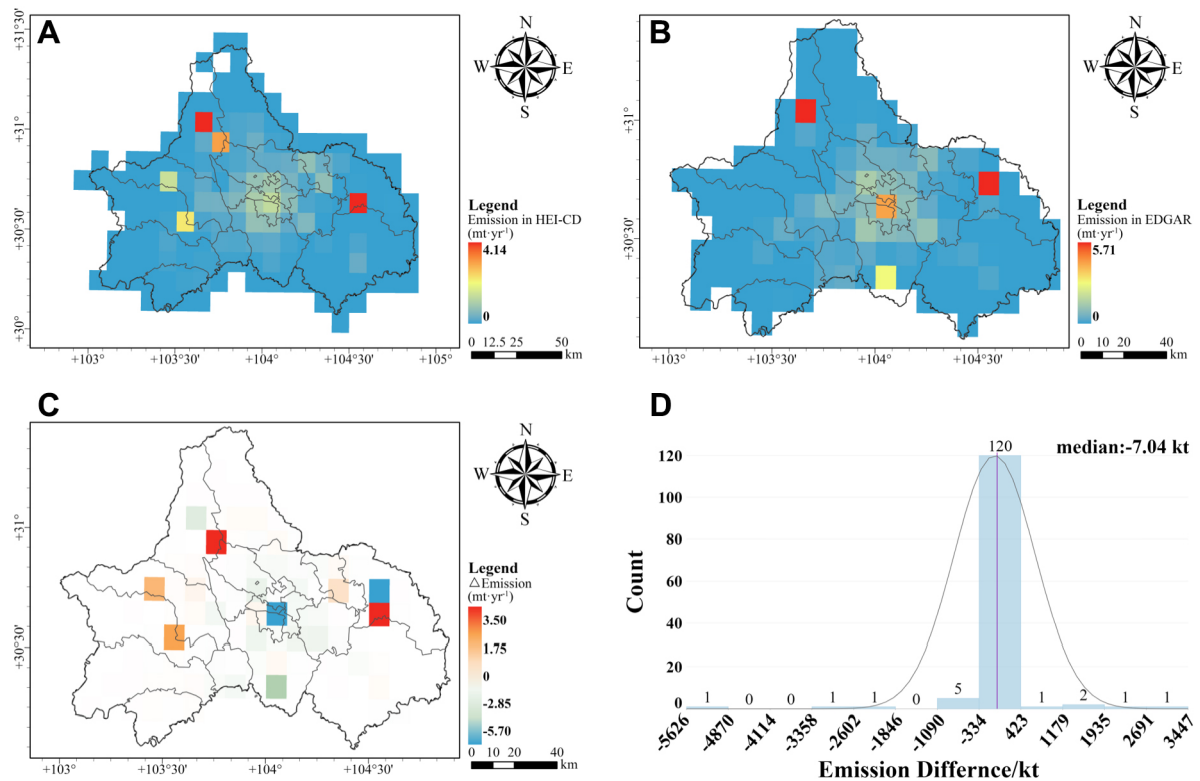 A
N
W E
S
+31°30'
+31°
+30°30'
+30°
Legend
Emission in HEI-CD
(mt·yr⁻¹)
4.14
0
0 12.5 25 50
km
+103° +103°30' +104° +104°30' +105°
B
N
W E
S
+31°
+30°30'
Legend
Emission in EDGAR
(mt·yr⁻¹)
5.71
0
0 10 20 40
km
+103° +103°30' +104° +104°30'
C
N
W E
S
+31°
+30°30'
Legend
△Emission
(mt·yr⁻¹)
3.50
1.75
0
-2.85
-5.70
0 10 20 40
km
+103° +103°30' +104° +104°30'
D
median:-7.04 kt
Count
120
100
80
60
40
20
0
1 0 0 1 1 0 5 120 1 2 1 1
-5626 -4870 -4114 -3358 -2602 -1846 -1090 -334 423 1179 1935 2691 3447
Emission Differnce/kt